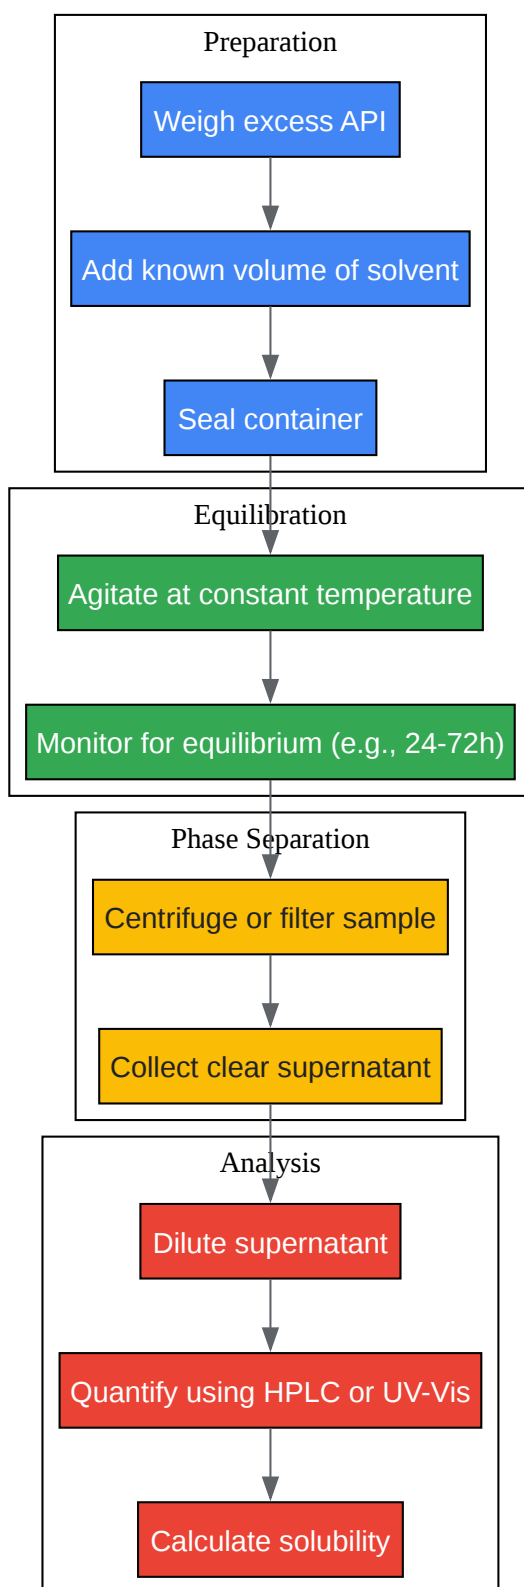 Preparation
Weigh excess API
Add known volume of solvent
Seal container
Equilibration
Agitate at constant temperature
Monitor for equilibrium (e.g., 24-72h)
Phase Separation
Centrifuge or filter sample
Collect clear supernatant
Analysis
Dilute supernatant
Quantify using HPLC or UV-Vis
Calculate solubility